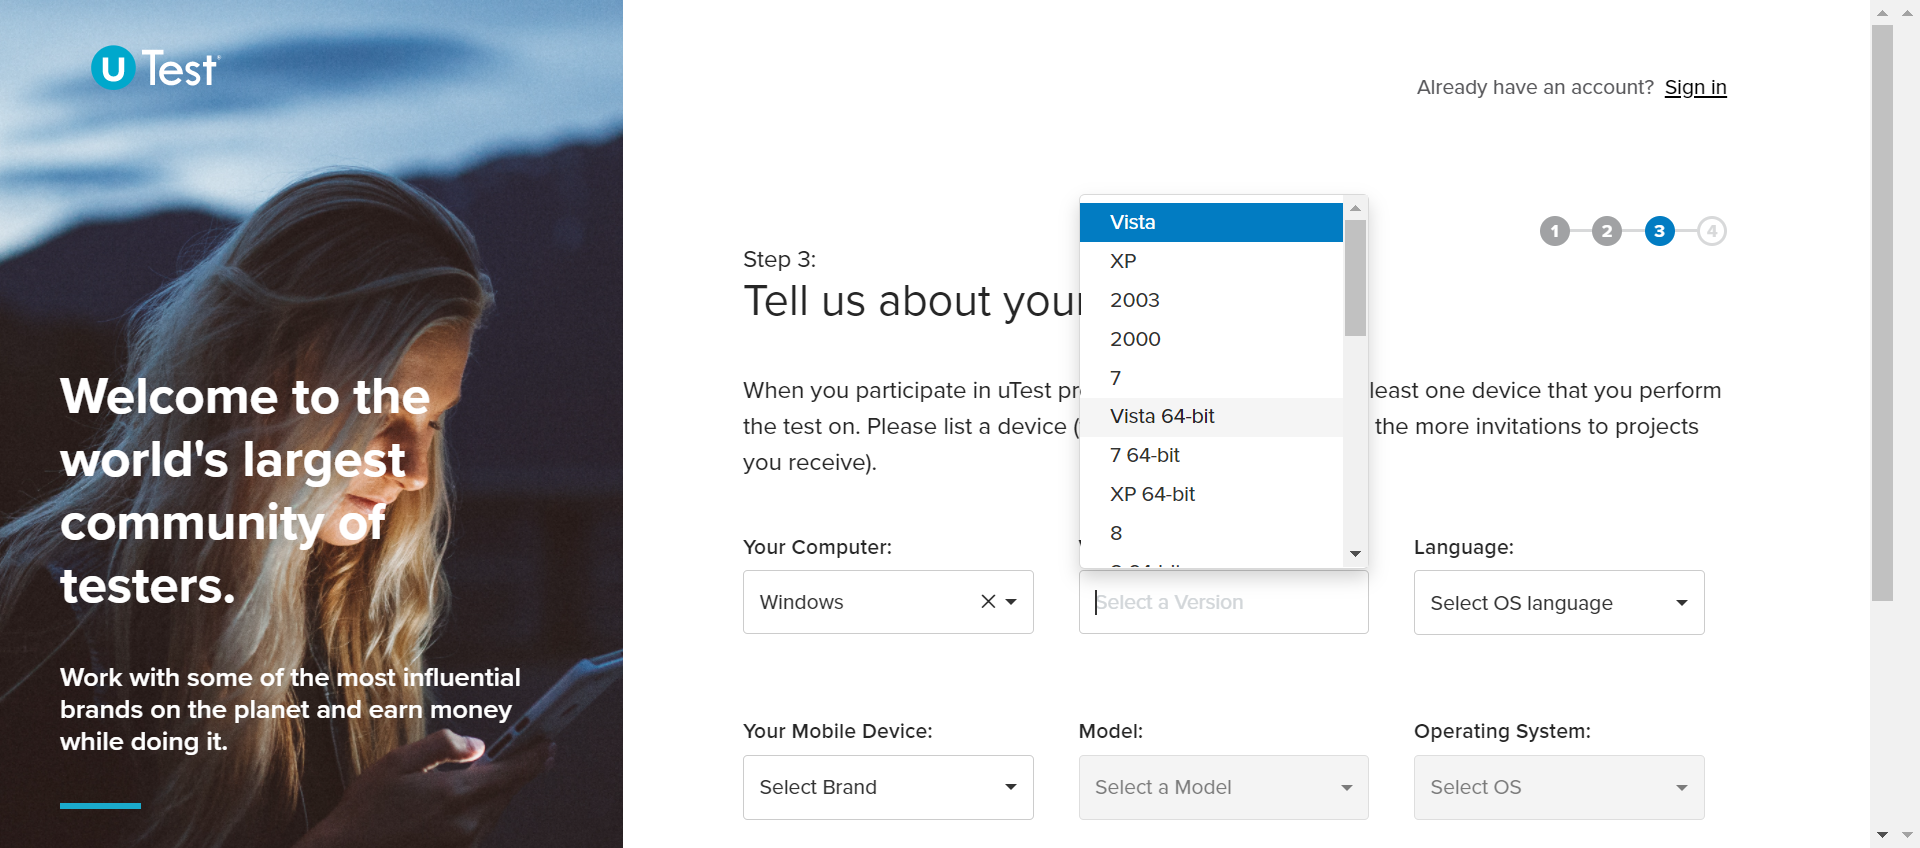 uTest
Already have an account? Sign in
1 2 3 4
Step 3:
Tell us about your
When you participate in uTest least one device that you perform
the test on. Please list a device ( the more invitations to projects
you receive).
Vista
XP
2003
2000
7
Vista 64-bit
7 64-bit
XP 64-bit
8
Your Computer:
Language:
Windows
Select a Version
Select OS language
Your Mobile Device:
Model:
Operating System:
Select Brand
Select a Model
Select OS
Welcome to the
world's largest
community of
testers.
Work with some of the most influential
brands on the planet and earn money
while doing it.